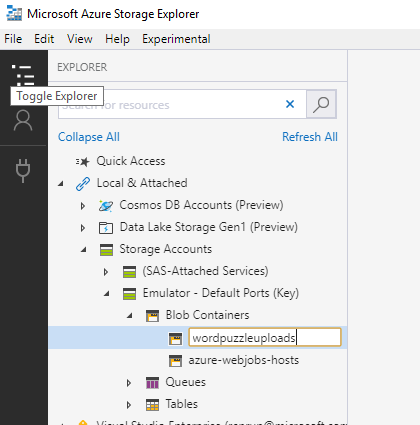 Microsoft Azure Storage Explorer
File Edit View Help Experimental
EXPLORER
Toggle Explorer
Search for resources
Collapse All Refresh All
Quick Access
Local & Attached
Cosmos DB Accounts (Preview)
Data Lake Storage Gen1 (Preview)
Storage Accounts
(SAS-Attached Services)
Emulator - Default Ports (Key)
Blob Containers
wordpuzzleuploads
azure-webjobs-hosts
Queues
Tables
Visual Studio Enterprise